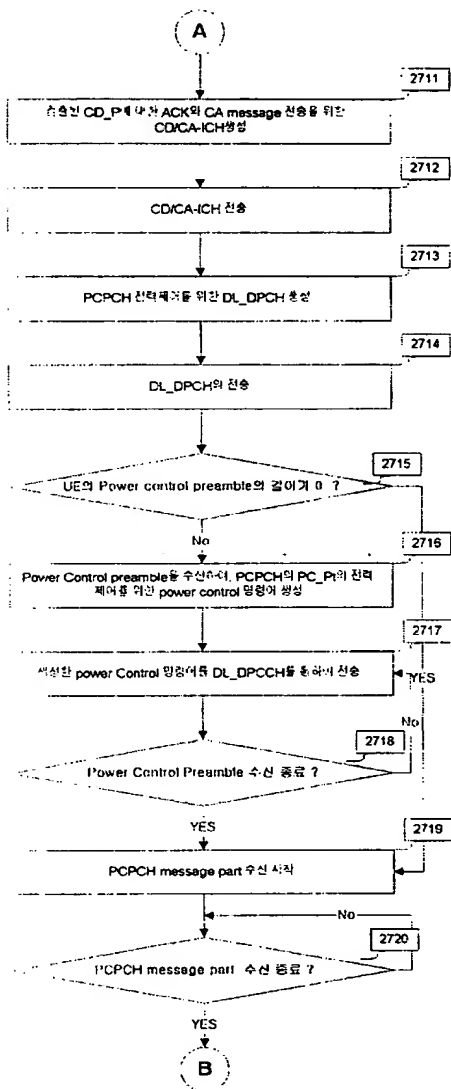 A
2711
CD_P에 대한 ACK와 CA message 전송을 위한
CD/CA-ICH생성
2712
CD/CA-ICH 전송
2713
PCPCH 전력제어를 위한 DL_DPCH 생성
2714
DL_DPCH의 전송
2715
UE의 Power control preamble의 길이가 0 ?
No
2716
Power Control preamble을 수신하여, PCPCH의 PC_P의 전력
제어를 위한 power control 명령어 생성
2717
생성한 power Control 명령어를 DL_DPCCH를 통하여 전송
YES
No
2718
Power Control Preamble 수신 종료 ?
YES
2719
PCPCH message part 수신 시작
No
2720
PCPCH message part 수신 종료 ?
YES
B